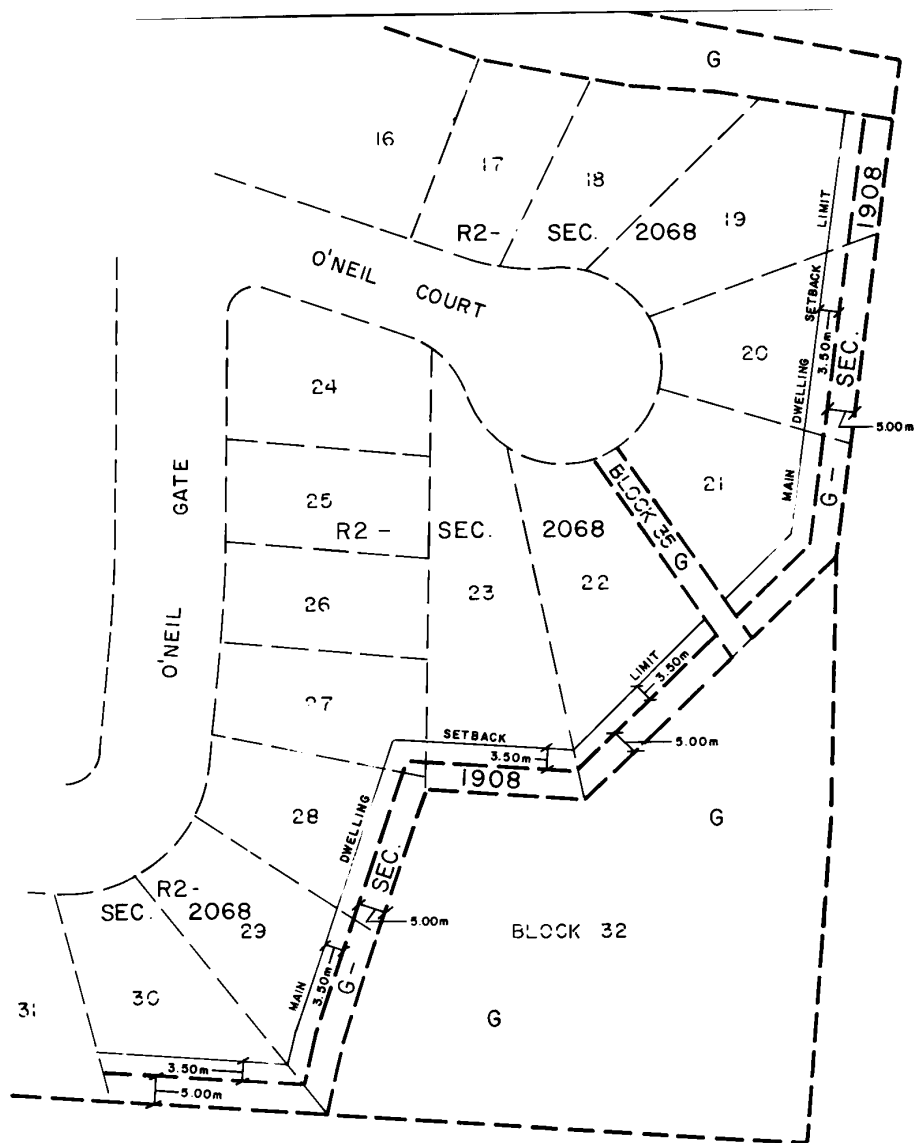 G
16
17
18
19
1908
R2- SEC. 2068
LIMIT
O'NEIL COURT
SETBACK
3.50m
SEC.
20
24
DWELLING
5.00m
MAIN
G-
21
BLOCK 35
G
25
O'NEIL GATE
R2- SEC. 2068
22
23
26
LIMIT
3.50m
27
SETBACK
3.50m
5.00m
1908
28
G
DWELLING
SEC.
R2-
SEC. 2068
29
5.00m
BLOCK 32
G-
3.50m
MAIN
30
31
G
3.50m
5.00m